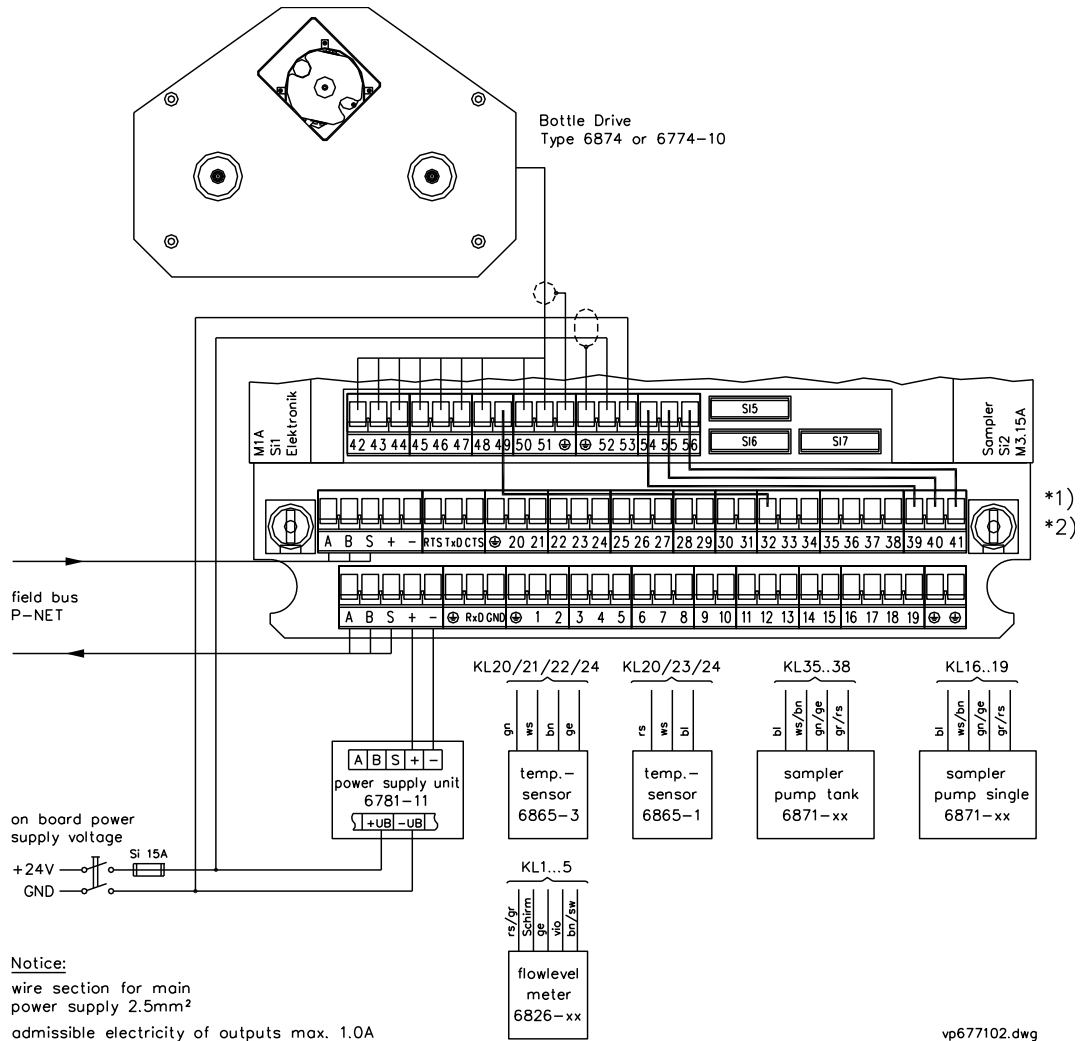 Bottle Drive
Type 6874 or 6774-10
M1A
Si1
Elektronik
42 43 44 45 46 47 48 49 50 51 ⏚ ⏚ 52 53 54 55 56
SI5
SI6 SI7
Sampler
Si2
M3.15A
*1)
*2)
A B S + - RTS TxD CTS ⏚ 20 21 22 23 24 25 26 27 28 29 30 31 32 33 34 35 36 37 38 39 40 41
field bus
P-NET
A B S + - ⏚ RxD GND ⏚ 1 2 3 4 5 6 7 8 9 10 11 12 13 14 15 16 17 18 19 ⏚ ⏚
KL20/21/22/24 KL20/23/24 KL35..38 KL16..19
gn ws bn ge
rs ws bl
bl ws/bn gn/ge gr/rs
bl ws/bn gn/ge gr/rs
A B S + -
power supply unit
6781-11
+UB -UB
temp.-
sensor
6865-3
temp.-
sensor
6865-1
sampler
pump tank
6871-xx
sampler
pump single
6871-xx
on board power
supply voltage
Si 15A
+24V
GND
KL1...5
rs/gr Schirm ge vio bn/sw
flowlevel
meter
6826-xx
Notice:
wire section for main
power supply 2.5mm²
admissible electricity of outputs max. 1.0A
vp677102.dwg